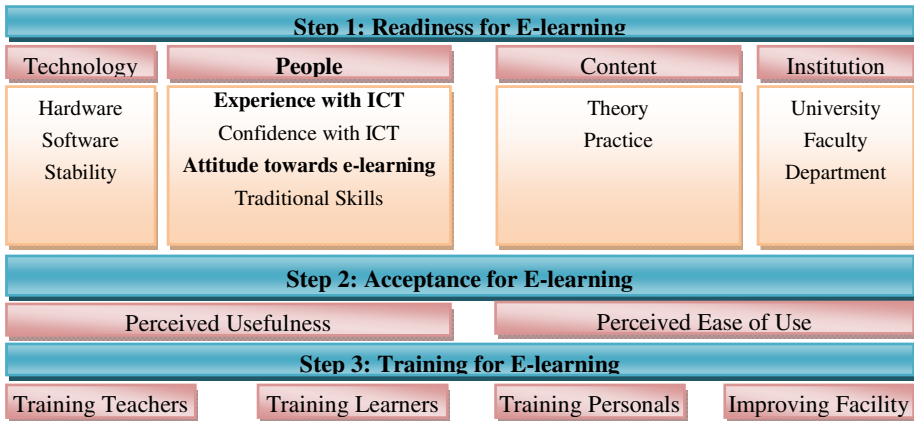 Step 1: Readiness for E-learning
Technology
People
Content
Institution
Hardware
Software
Stability
Experience with ICT
Confidence with ICT
Attitude towards e-learning
Traditional Skills
Theory
Practice
University
Faculty
Department
Step 2: Acceptance for E-learning
Perceived Usefulness
Perceived Ease of Use
Step 3: Training for E-learning
Training Teachers
Training Learners
Training Personals
Improving Facility